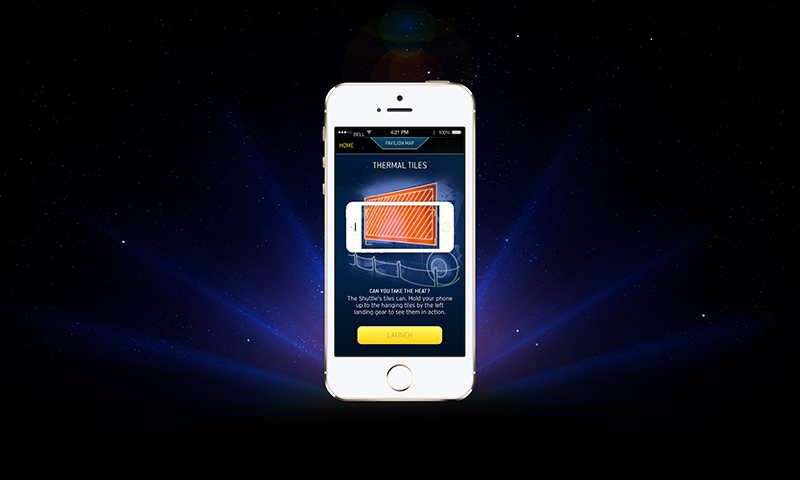 BELL 4:21 PM 100%
HOME PAVILION MAP
THERMAL TILES
CAN YOU TAKE THE HEAT?
The Shuttle's tiles can. Hold your phone
up to the hanging tiles by the left
landing gear to see them in action.
LAUNCH